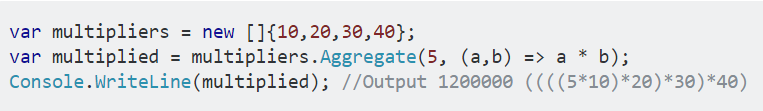 var multipliers = new []{10,20,30,40};
var multiplied = multipliers.Aggregate(5, (a,b) => a * b);
Console.WriteLine(multiplied); //Output 1200000 ((((5*10)*20)*30)*40)